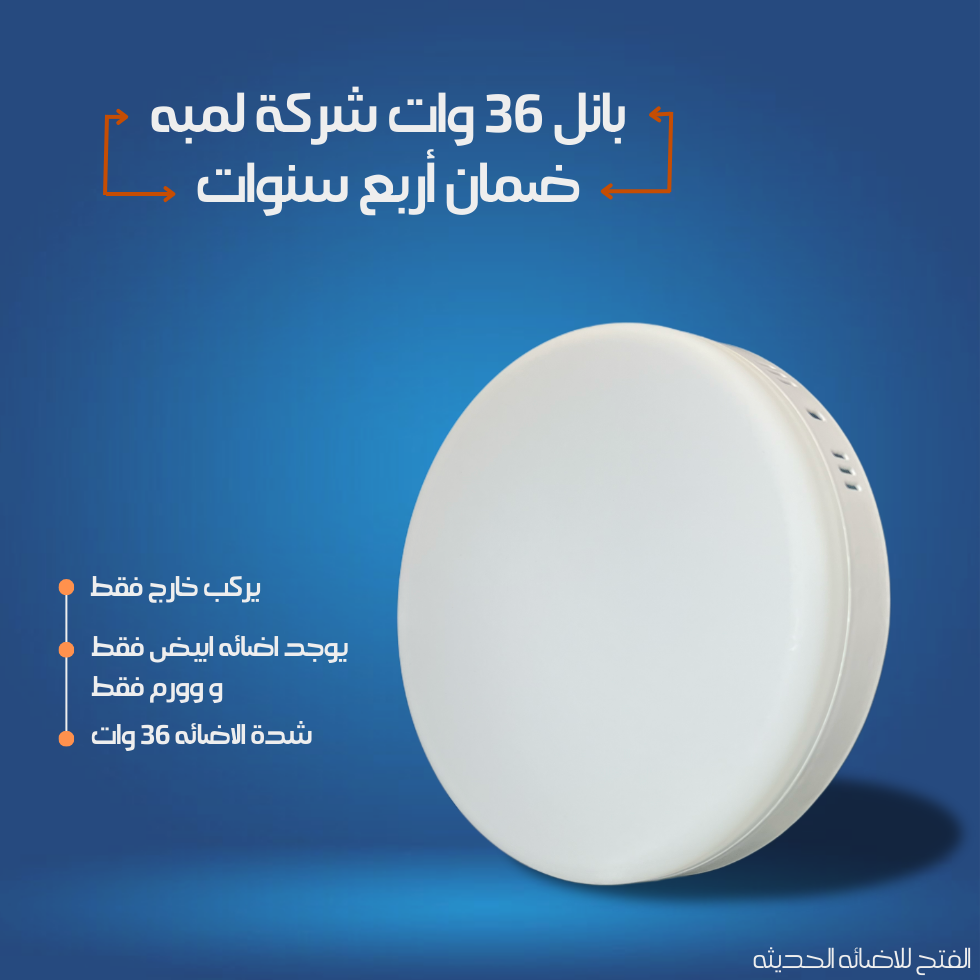 بانل 36 وات شركة لمبه
ضمان أربع سنوات
يركب خارج فقط
يوجد اضائه ابيض فقط
و وورم فقط
شدة الاضائه 36 وات
الفتح للاضائه الحديثه